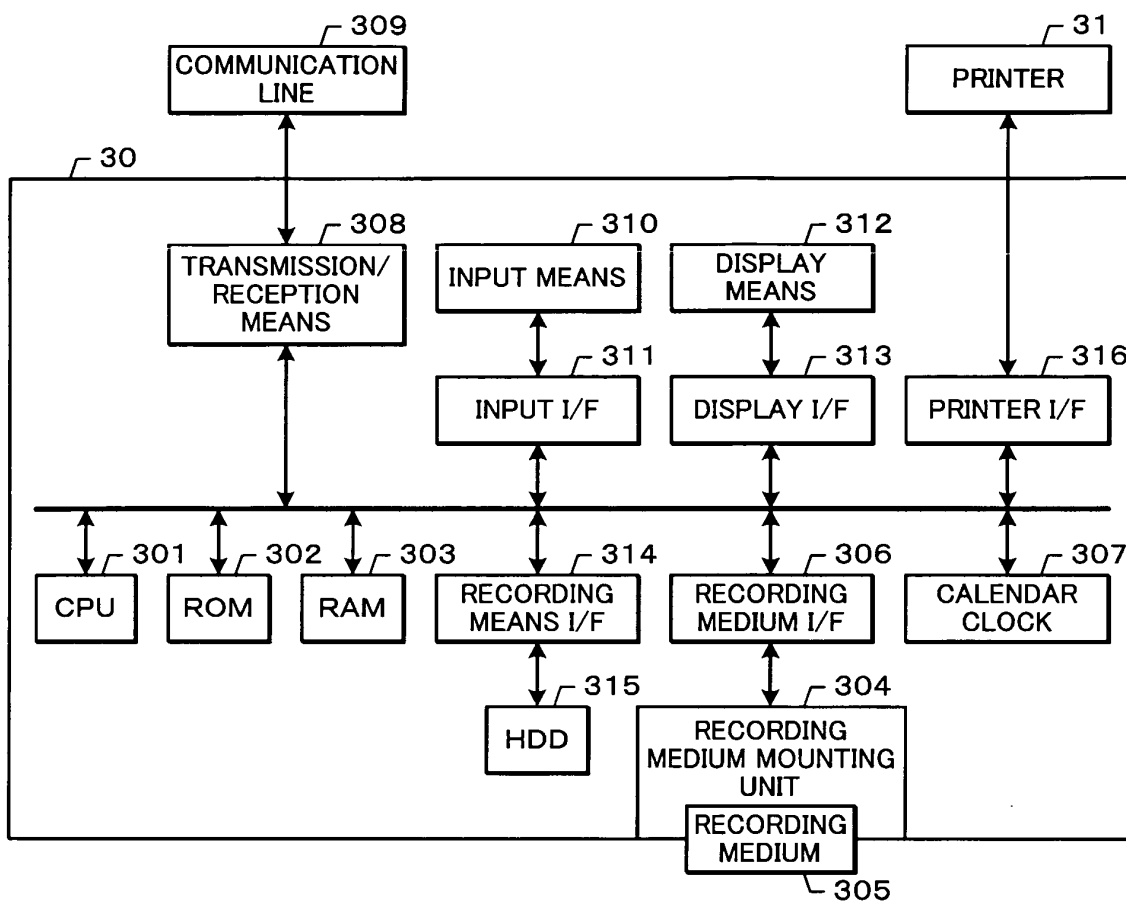 309
31
COMMUNICATION
LINE
PRINTER
30
308
310
312
TRANSMISSION/
RECEPTION
MEANS
INPUT MEANS
DISPLAY
MEANS
311
313
316
INPUT I/F
DISPLAY I/F
PRINTER I/F
301
302
303
314
306
307
CPU
ROM
RAM
RECORDING
MEANS I/F
RECORDING
MEDIUM I/F
CALENDAR
CLOCK
315
304
HDD
RECORDING
MEDIUM MOUNTING
UNIT
RECORDING
MEDIUM
305